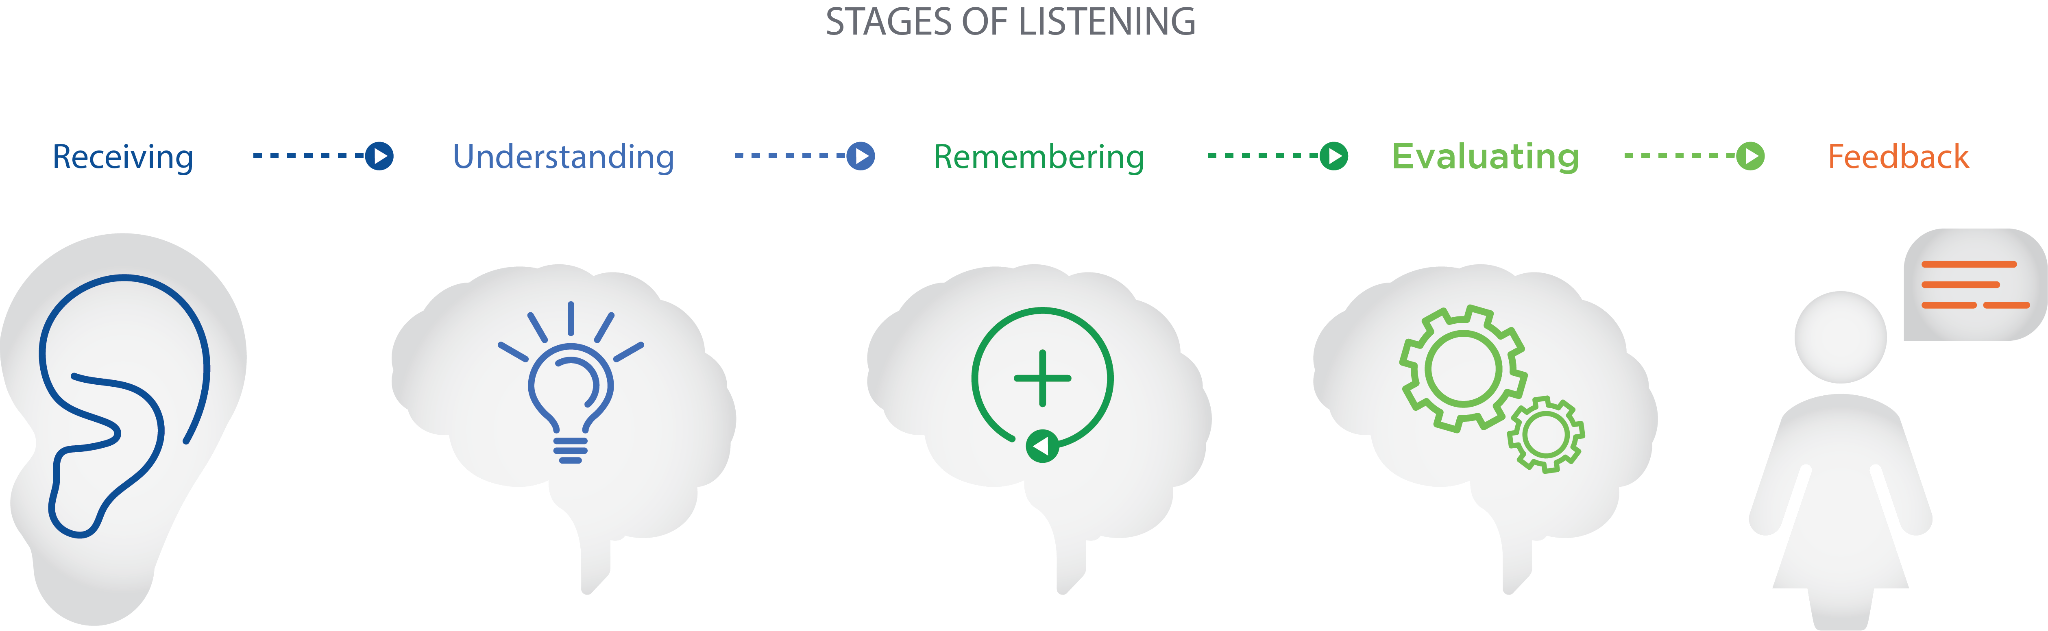 STAGES OF LISTENING
Receiving
Understanding
Remembering
Evaluating
Feedback